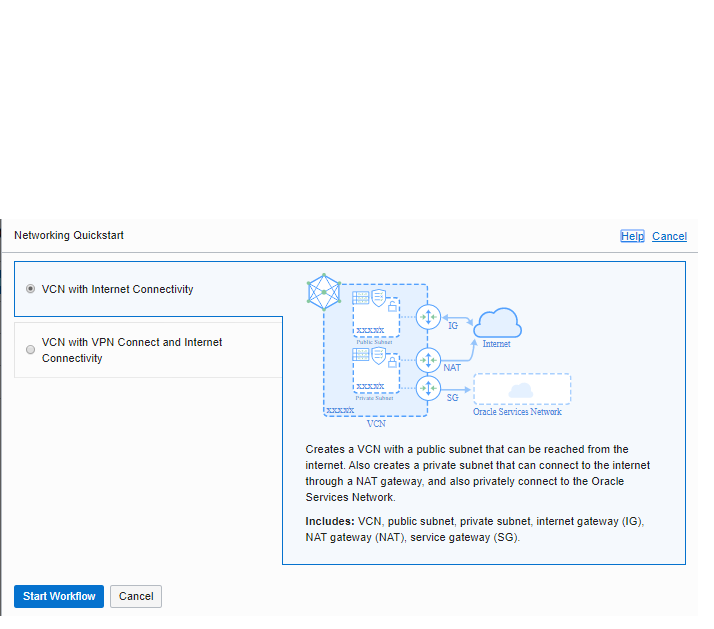 Networking Quickstart
Help Cancel
VCN with Internet Connectivity
VCN with VPN Connect and Internet
Connectivity
XXXXX
Public Subnet
IG
Internet
XXXXX
Private Subnet
NAT
SG
XXXXX
VCN
Oracle Services Network
Creates a VCN with a public subnet that can be reached from the
internet. Also creates a private subnet that can connect to the internet
through a NAT gateway, and also privately connect to the Oracle
Services Network.
Includes: VCN, public subnet, private subnet, internet gateway (IG),
NAT gateway (NAT), service gateway (SG).
Start Workflow Cancel